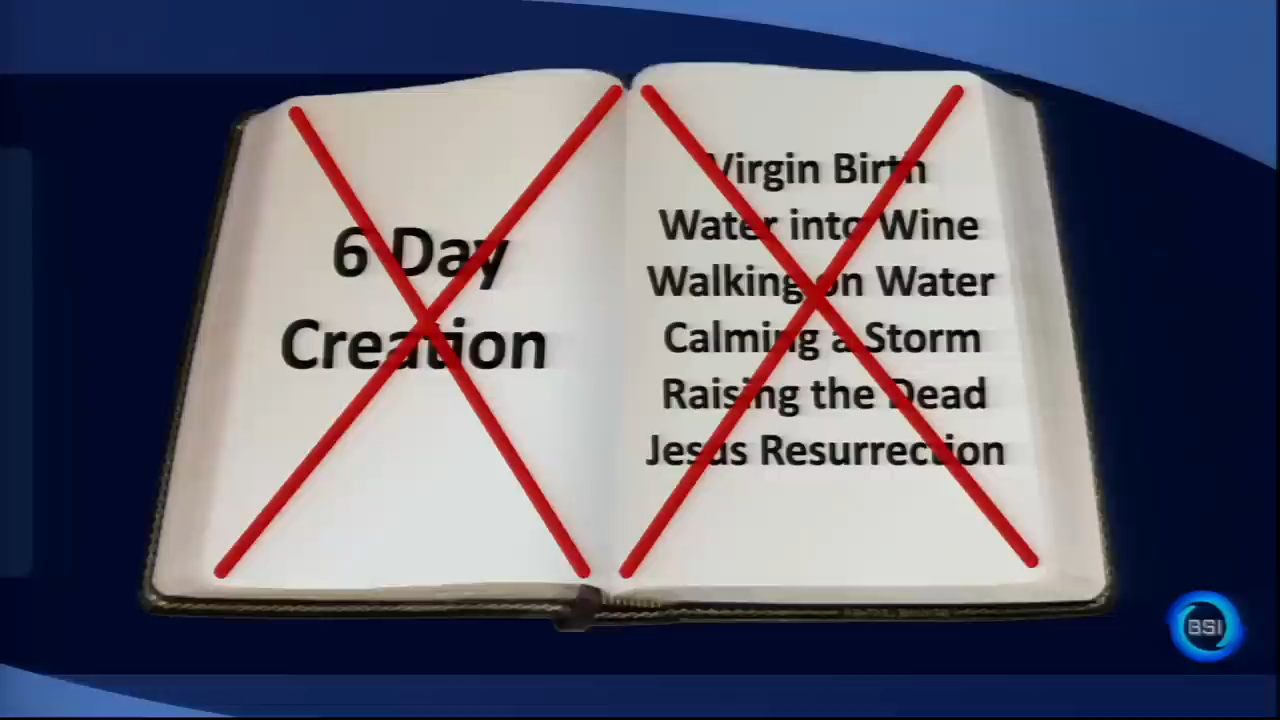 6 Day
Creation
Virgin Birth
Water into Wine
Walking on Water
Calming a Storm
Raising the Dead
Jesus Resurrection
BSI